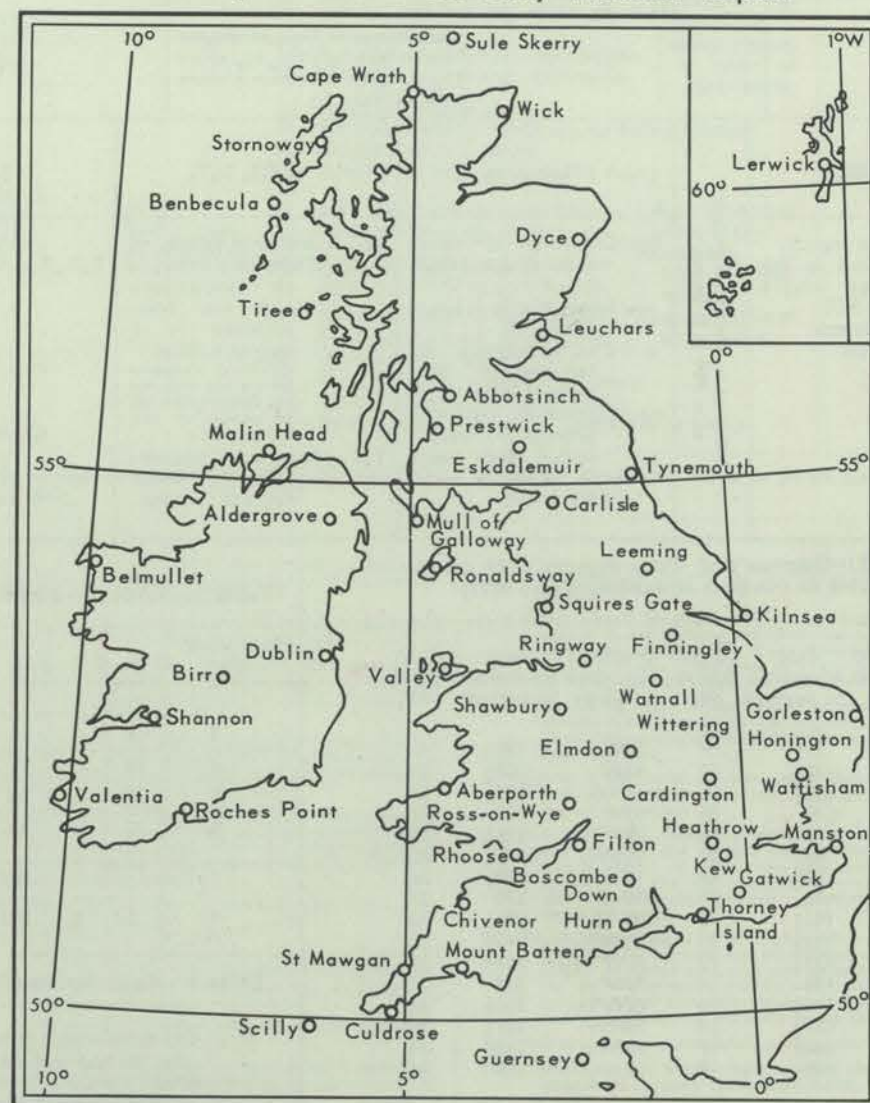 10°
5°
Sule Skerry
1°W
Cape Wrath
Wick
Stornoway
Lerwick
60°
Benbecula
Dyce
Tiree
Leuchars
0°
Abbotsinch
Prestwick
Malin Head
Eskdalemuir
Tynemouth
55°
55°
Carlisle
Aldergrove
Mull of
Galloway
Leeming
Belmullet
Ronaldsway
Squires Gate
Kilnsea
Ringway
Finningley
Dublin
Valley
Birr
Watnall
Shawbury
Wittering
Gorleston
Shannon
Elmdon
Honington
Valentia
Aberporth
Cardington
Wattisham
Roches Point
Ross-on-Wye
Heathrow
Manston
Filton
Rhoose
Kew
Boscombe
Down
Gatwick
Chivenor
Hurn
Thorney
Island
St Mawgan
Mount Batten
50°
50°
Scilly
Culdrose
Guernsey
10°
5°
0°